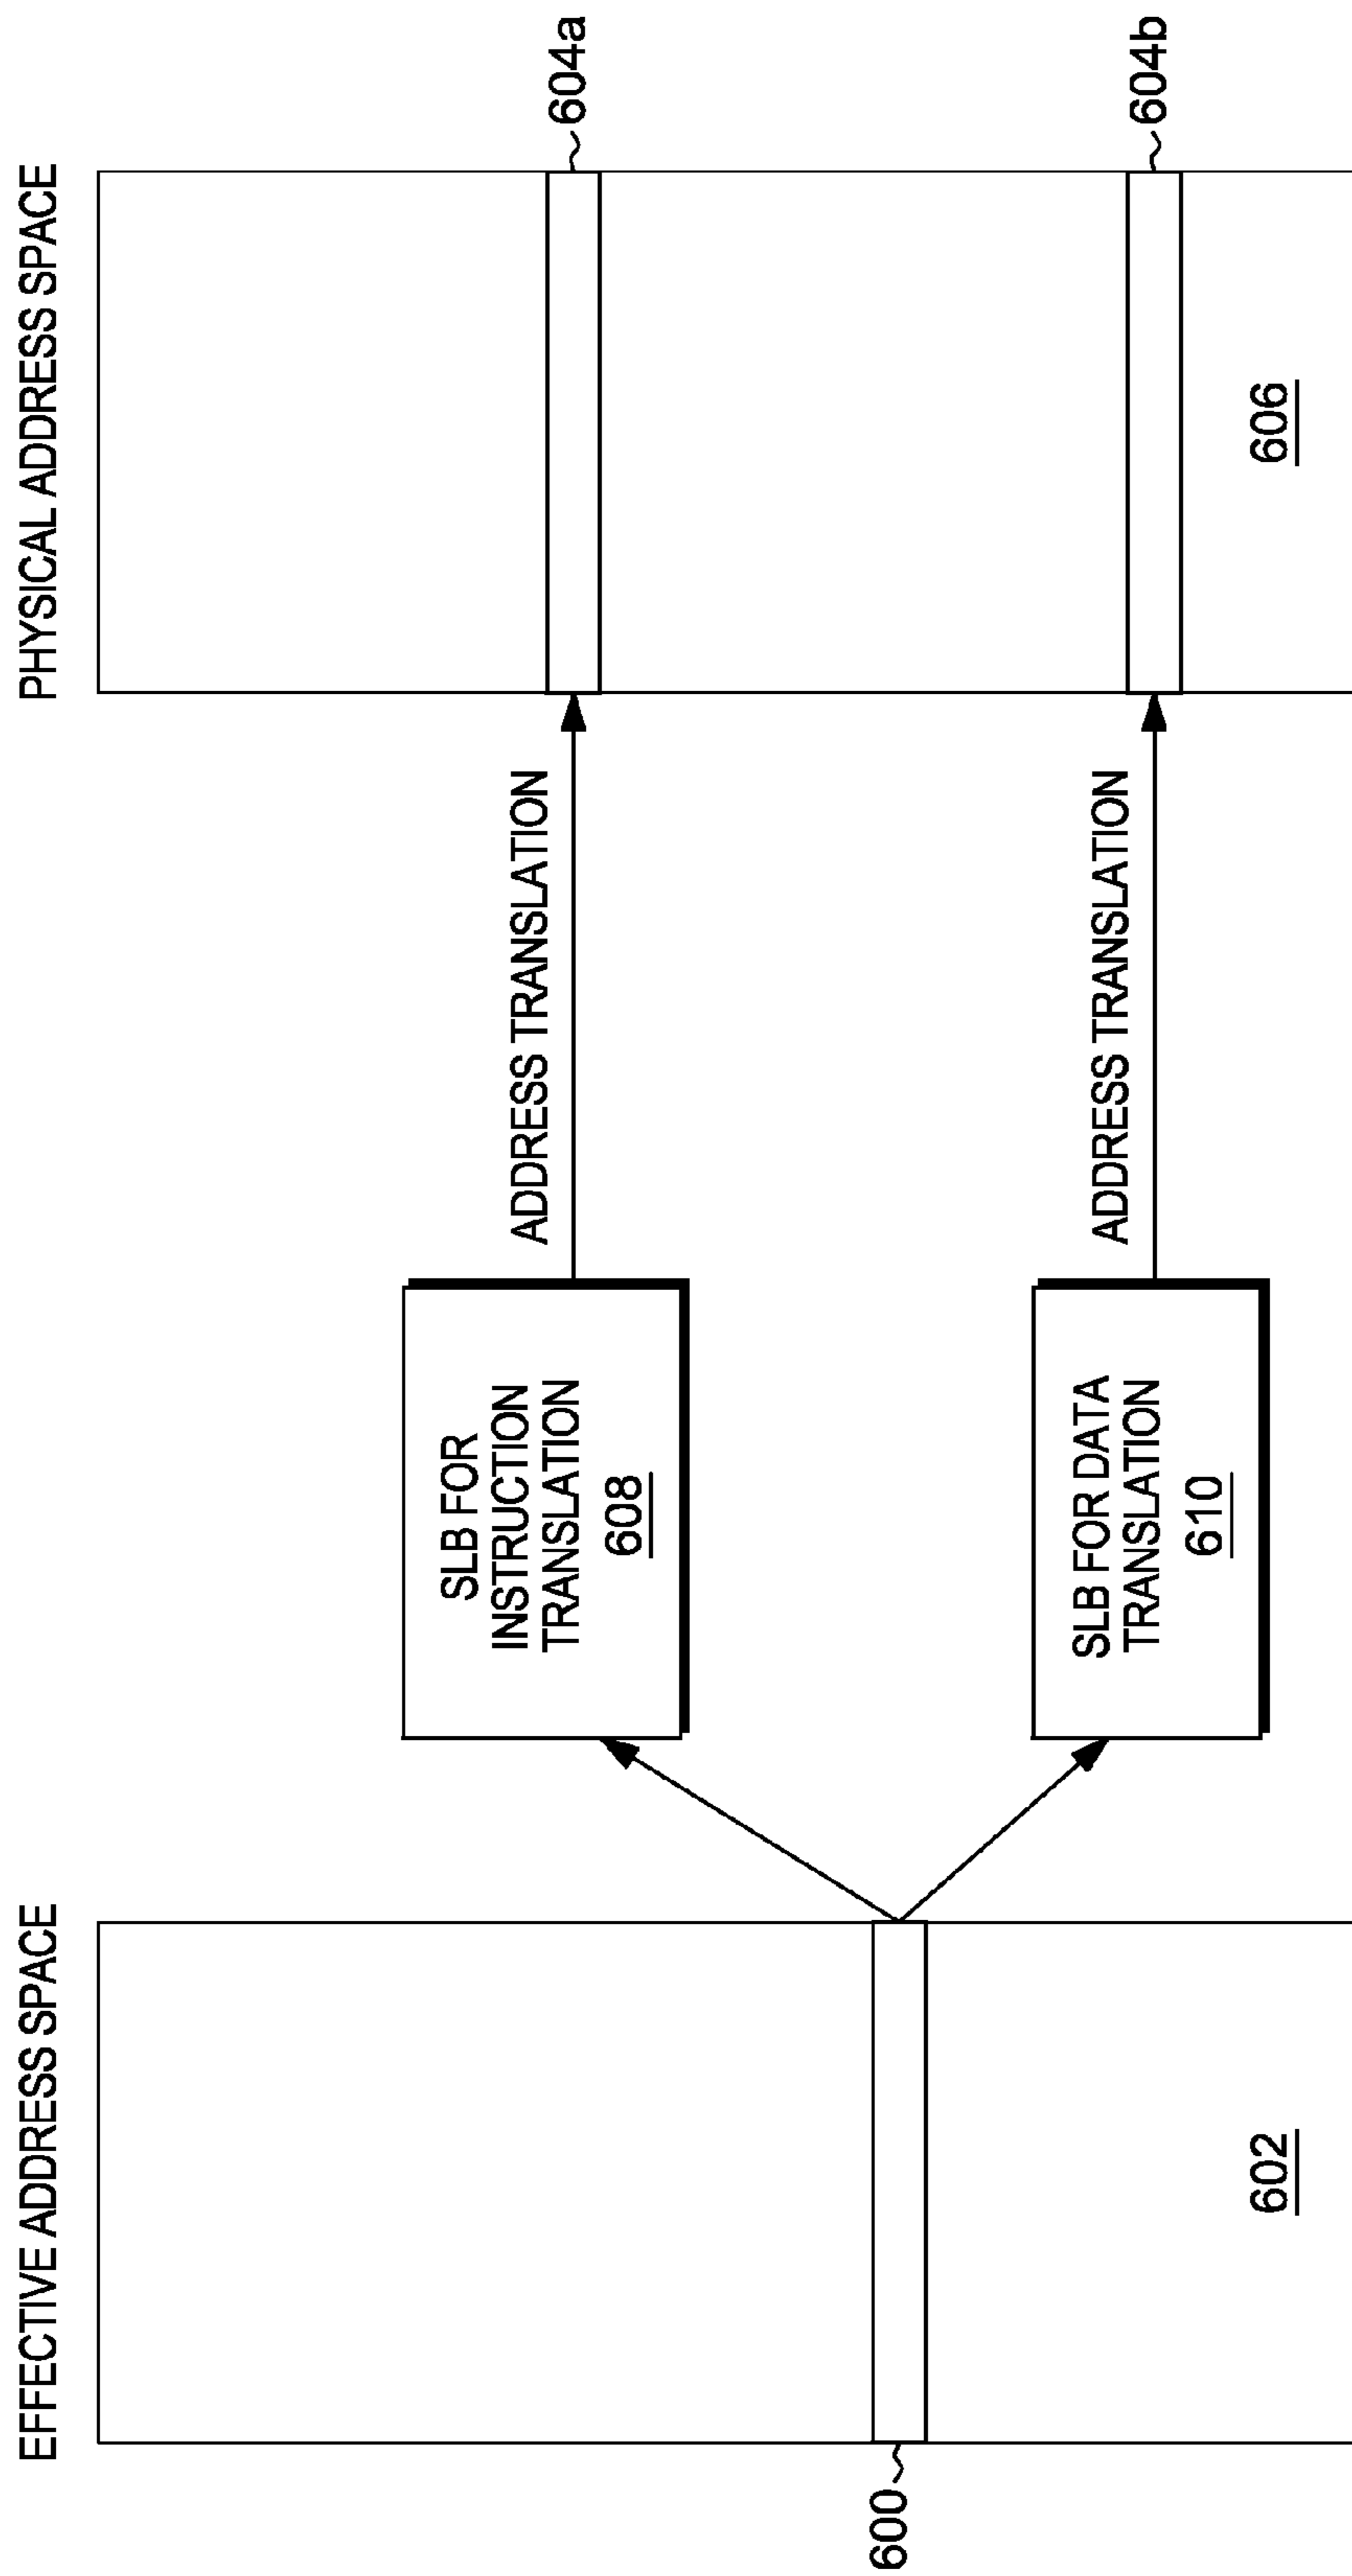 EFFECTIVE ADDRESS SPACE
PHYSICAL ADDRESS SPACE
SLB FOR
INSTRUCTION
TRANSLATION
608
ADDRESS TRANSLATION
604a
600
SLB FOR DATA
TRANSLATION
610
ADDRESS TRANSLATION
604b
602
606